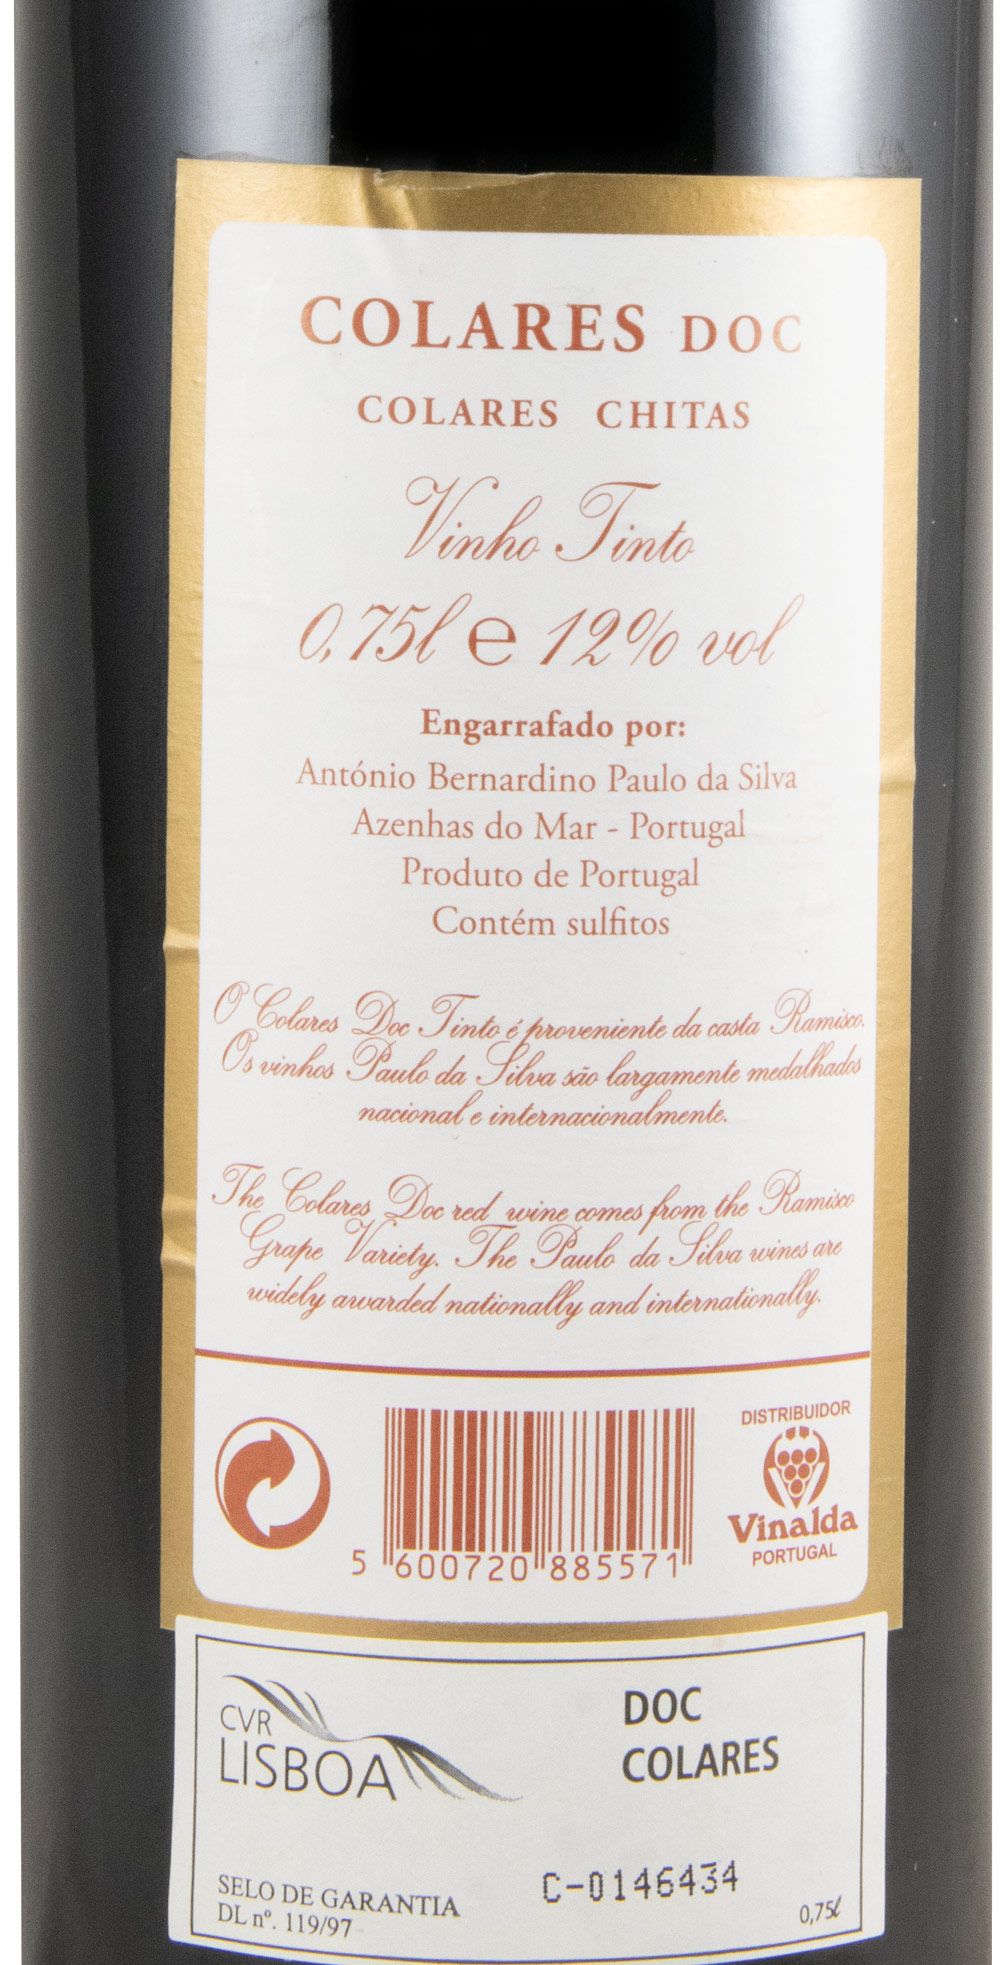 COLARES DOC
COLARES CHITAS
Vinho Tinto
0,75l e 12% vol
Engarrafado por:
António Bernardino Paulo da Silva
Azenhas do Mar - Portugal
Produto de Portugal
Contém sulfitos
O Colares Doc Tinto é proveniente da casta Ramisco.
Os vinhos Paulo da Silva são largamente medalhados
nacional e internacionalmente.
The Colares Doc red wine comes from the Ramisco
Grape Variety. The Paulo da Silva wines are
widely awarded nationally and internationally.
5 600720 885571
DISTRIBUIDOR
Vinalda
PORTUGAL
CVR
LISBOA
DOC
COLARES
C-0146434
SELO DE GARANTIA
DL nº. 119/97
0,75ℓ